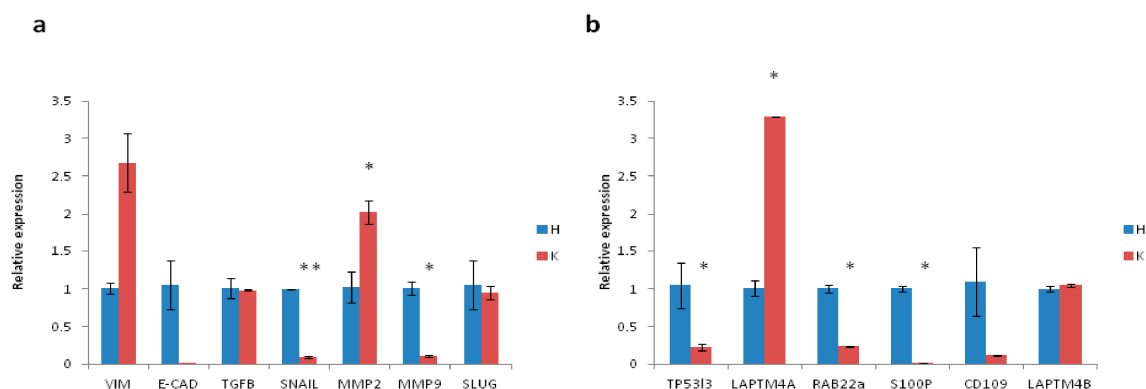 a
Relative expression
3.5
3
2.5
2
1.5
1
0.5
0
*
**
*
VIM E-CAD TGFB SNAIL MMP2 MMP9 SLUG
H
K
b
Relative expression
3.5
3
2.5
2
1.5
1
0.5
0
*
*
*
*
TP53I3 LAPTM4A RAB22a S100P CD109 LAPTM4B
H
K